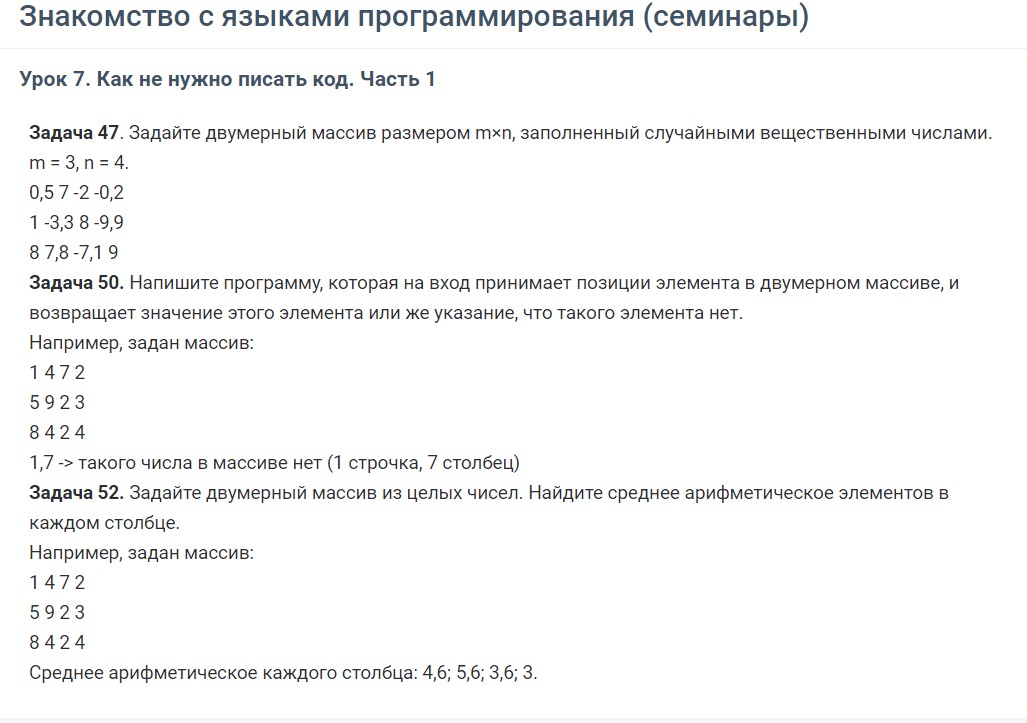 Знакомство с языками программирования (семинары)
Урок 7. Как не нужно писать код. Часть 1
Задача 47. Задайте двумерный массив размером m×n, заполненный случайными вещественными числами.
m = 3, n = 4.
0,5 7 -2 -0,2
1 -3,3 8 -9,9
8 7,8 -7,1 9
Задача 50. Напишите программу, которая на вход принимает позиции элемента в двумерном массиве, и
возвращает значение этого элемента или же указание, что такого элемента нет.
Например, задан массив:
1 4 7 2
5 9 2 3
8 4 2 4
1,7 -> такого числа в массиве нет (1 строчка, 7 столбец)
Задача 52. Задайте двумерный массив из целых чисел. Найдите среднее арифметическое элементов в
каждом столбце.
Например, задан массив:
1 4 7 2
5 9 2 3
8 4 2 4
Среднее арифметическое каждого столбца: 4,6; 5,6; 3,6; 3.